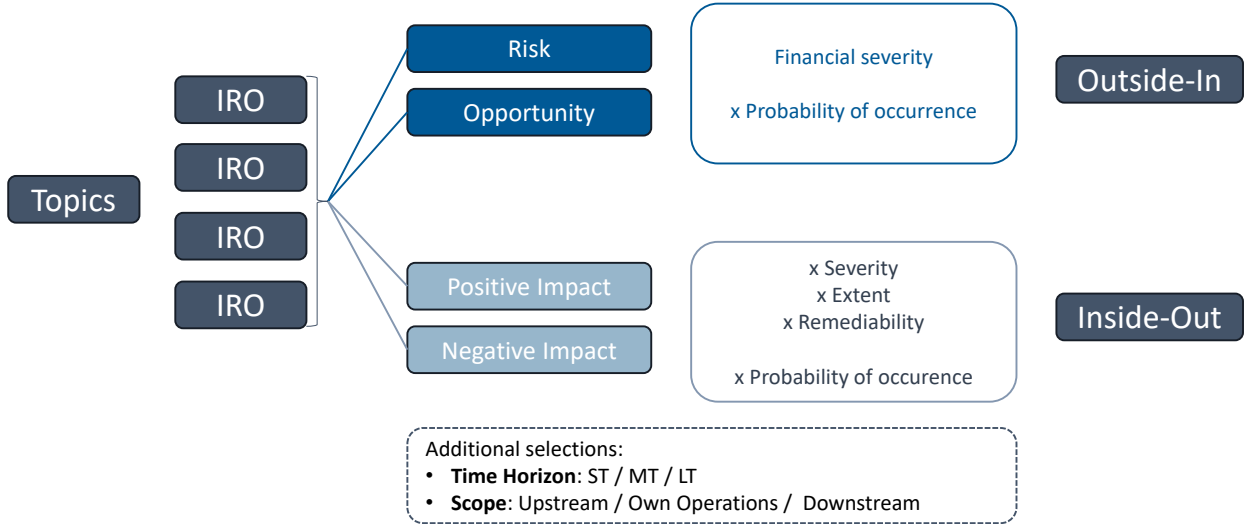 Topics
IRO
IRO
IRO
IRO
Risk
Opportunity
Financial severity
x Probability of occurrence
Outside-In
Positive Impact
Negative Impact
x Severity
x Extent
x Remediability
x Probability of occurence
Inside-Out
Additional selections:
• Time Horizon: ST / MT / LT
• Scope: Upstream / Own Operations / Downstream